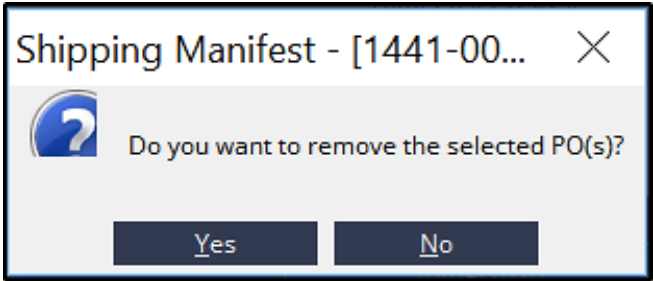 Shipping Manifest - [1441-00...
Do you want to remove the selected PO(s)?
Yes
No